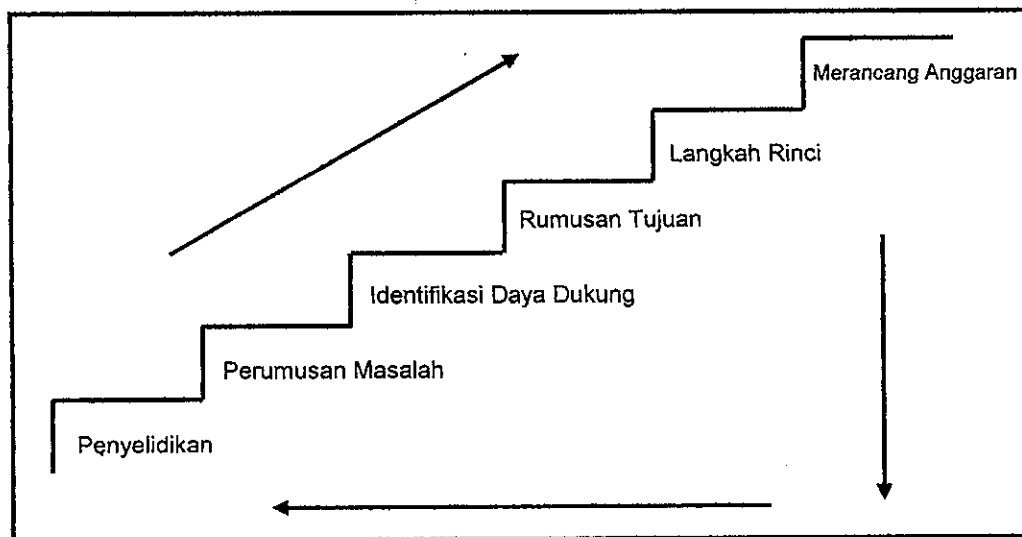 Merancang Anggaran
Langkah Rinci
Rumusan Tujuan
Identifikasi Daya Dukung
Perumusan Masalah
Penyelidikan